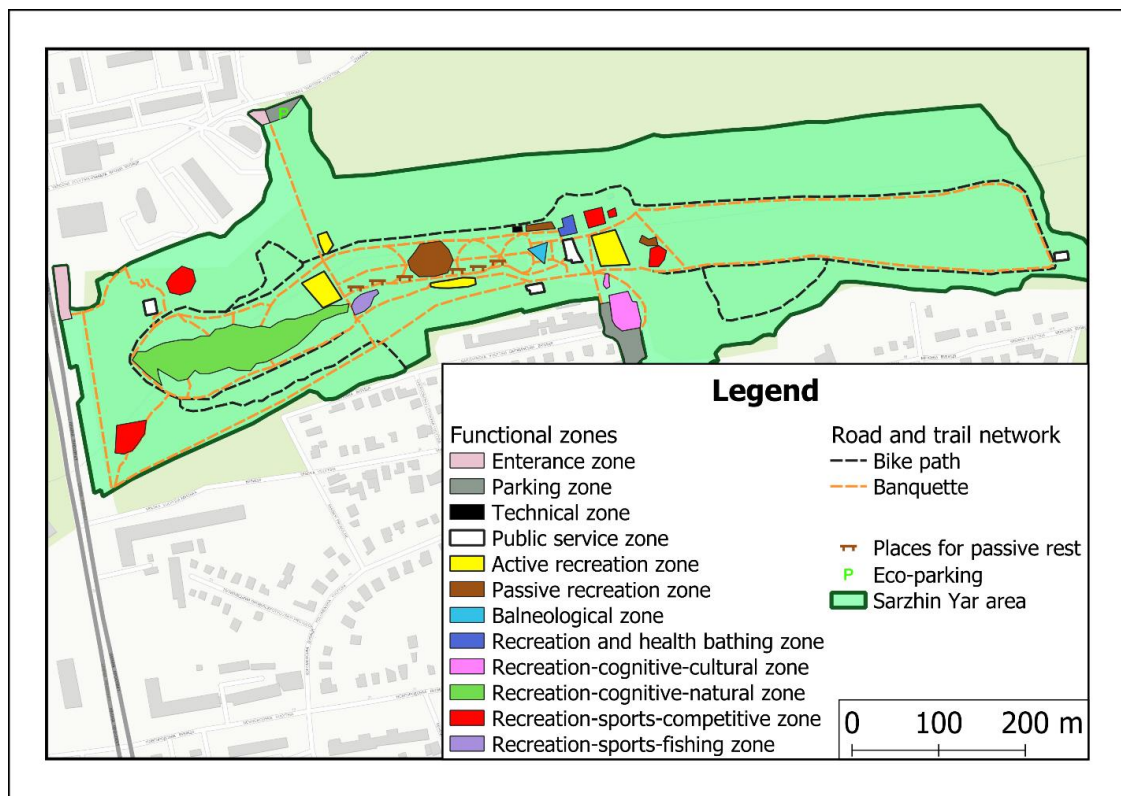 P
Legend
Functional zones
Enterance zone
Parking zone
Technical zone
Public service zone
Active recreation zone
Passive recreation zone
Balneological zone
Recreation and health bathing zone
Recreation-cognitive-cultural zone
Recreation-cognitive-natural zone
Recreation-sports-competitive zone
Recreation-sports-fishing zone
Road and trail network
Bike path
Banquette
Places for passive rest
P Eco-parking
Sarzhin Yar area
0 100 200 m